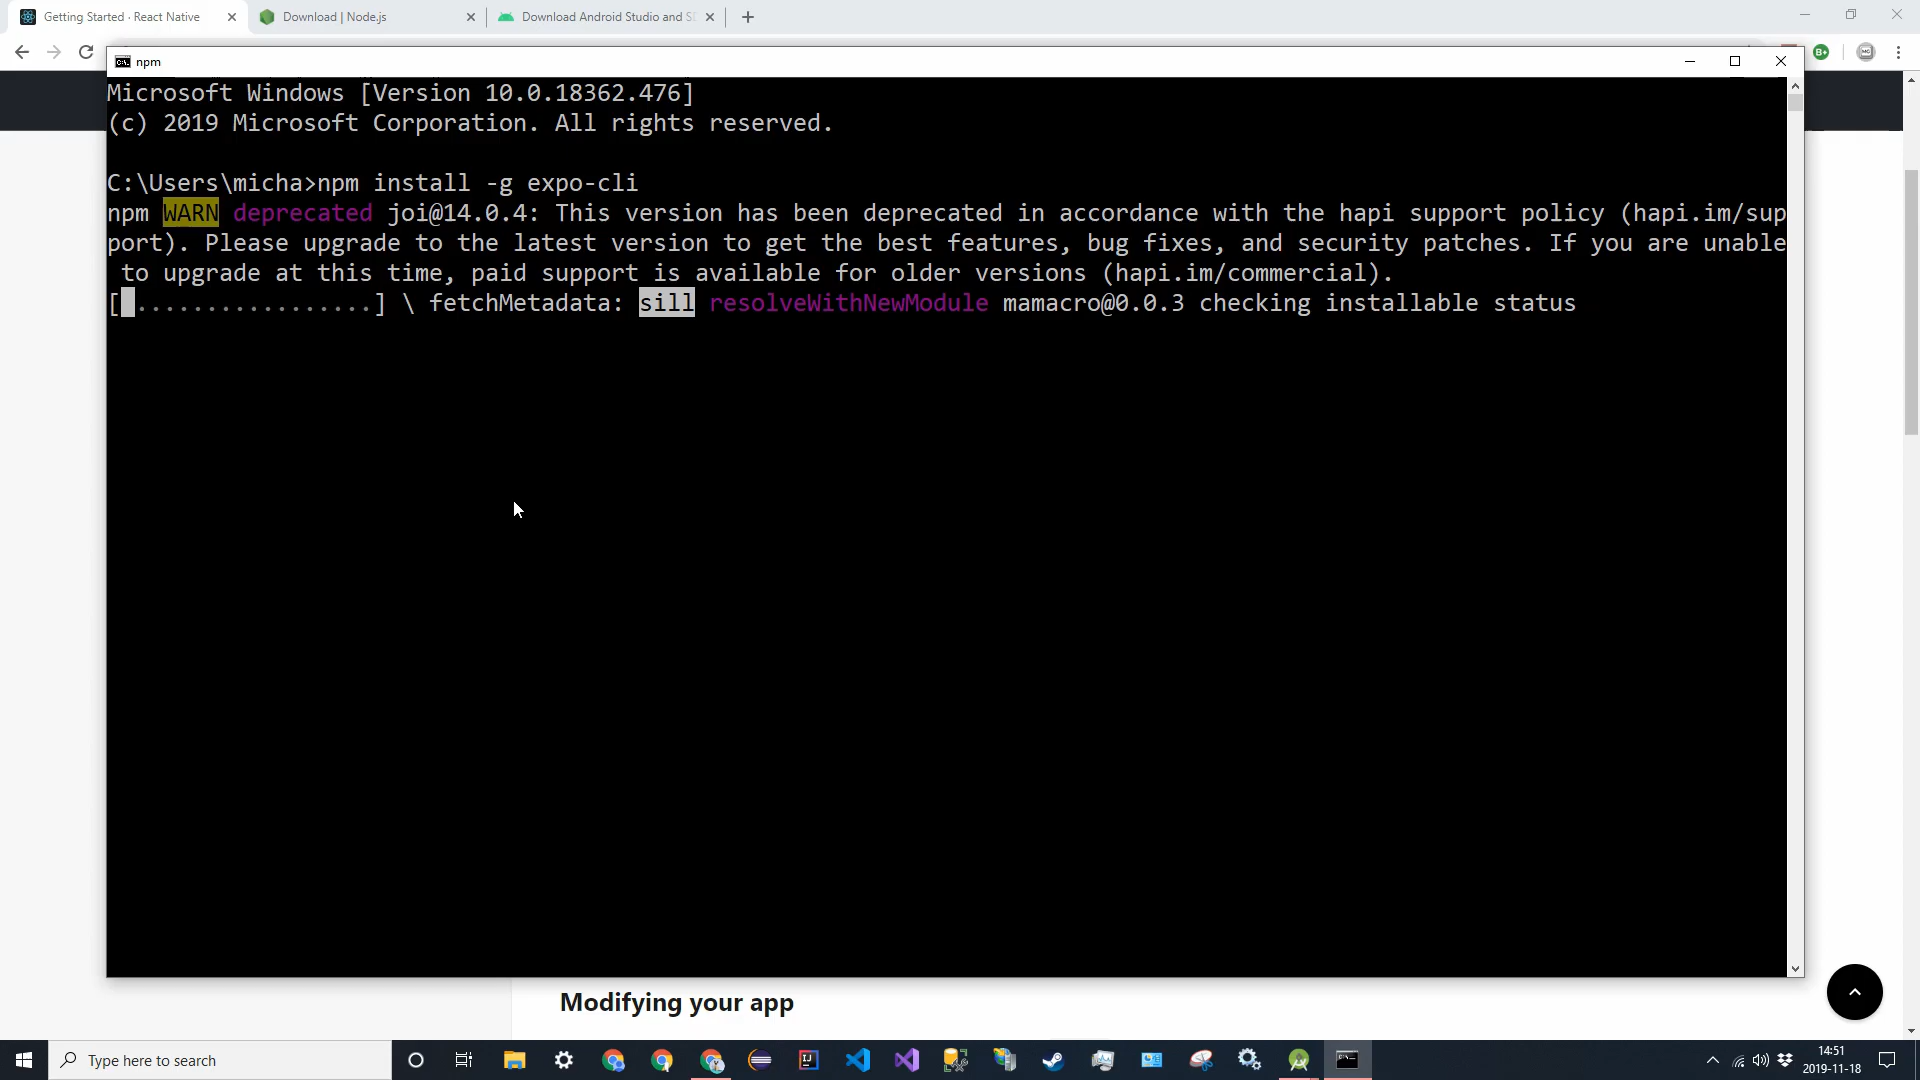 Getting Started · React Native
Download | Node.js
Download Android Studio and S
npm
Microsoft Windows [Version 10.0.18362.476]
(c) 2019 Microsoft Corporation. All rights reserved.
C:\Users\micha>npm install -g expo-cli
npm WARN deprecated joi@14.0.4: This version has been deprecated in accordance with the hapi support policy (hapi.im/sup
port). Please upgrade to the latest version to get the best features, bug fixes, and security patches. If you are unable
to upgrade at this time, paid support is available for older versions (hapi.im/commercial).
[ .................] \ fetchMetadata: sill resolveWithNewModule mamacro@0.0.3 checking installable status
Modifying your app
Type here to search
14:51
2019-11-18